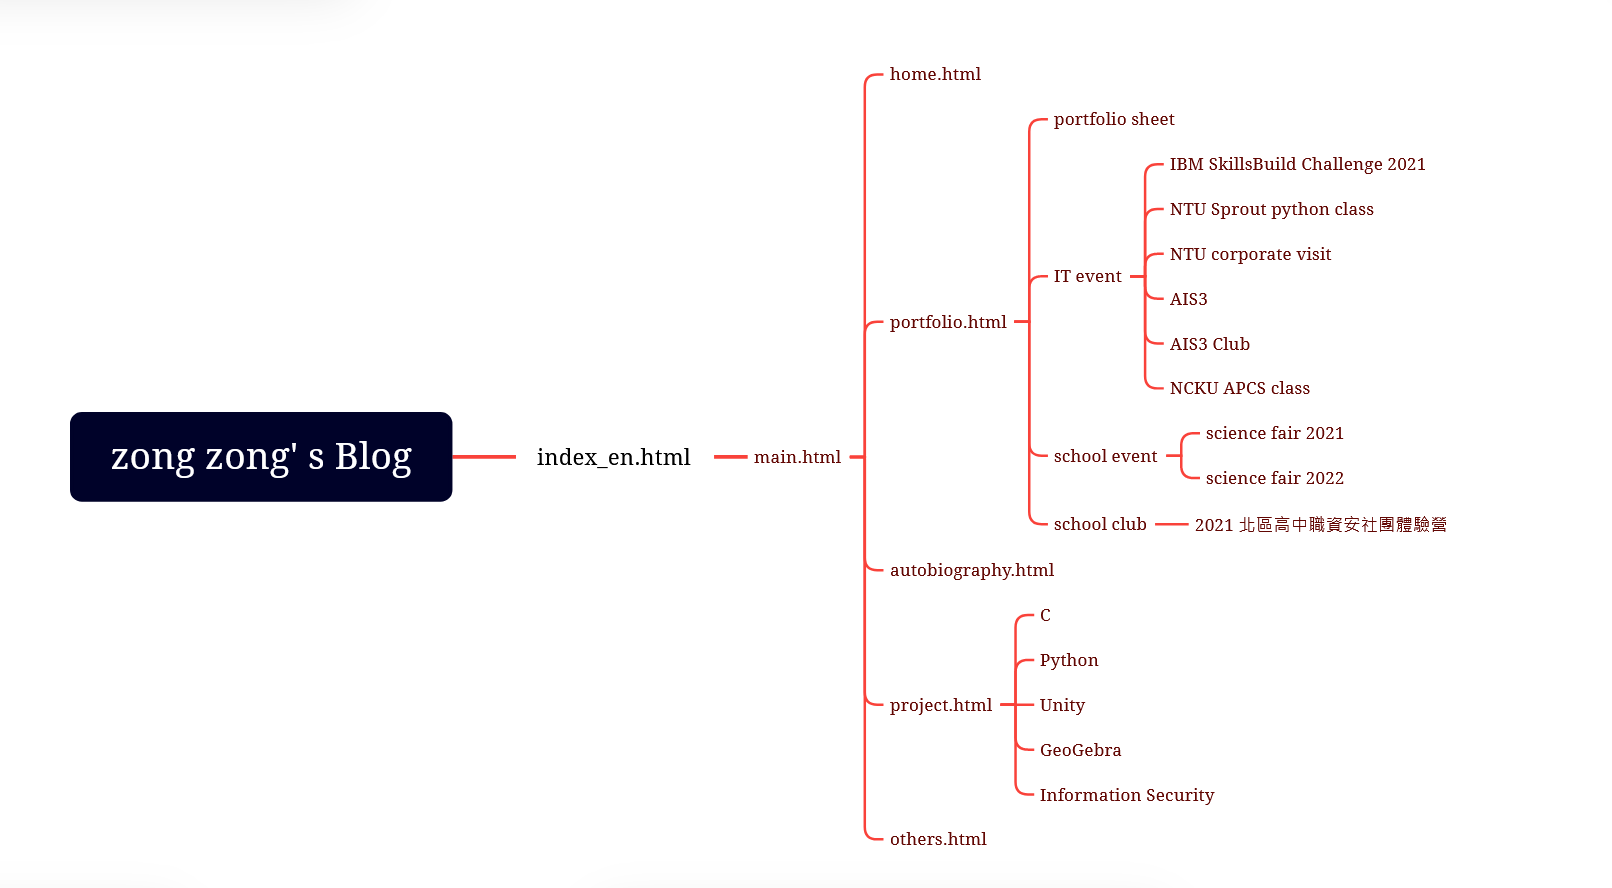 zong zong' s Blog
index_en.html
main.html
home.html
portfolio.html
portfolio sheet
IT event
IBM SkillsBuild Challenge 2021
NTU Sprout python class
NTU corporate visit
AIS3
AIS3 Club
NCKU APCS class
school event
science fair 2021
science fair 2022
school club
2021 北區高中職資安社團體驗營
autobiography.html
project.html
C
Python
Unity
GeoGebra
Information Security
others.html